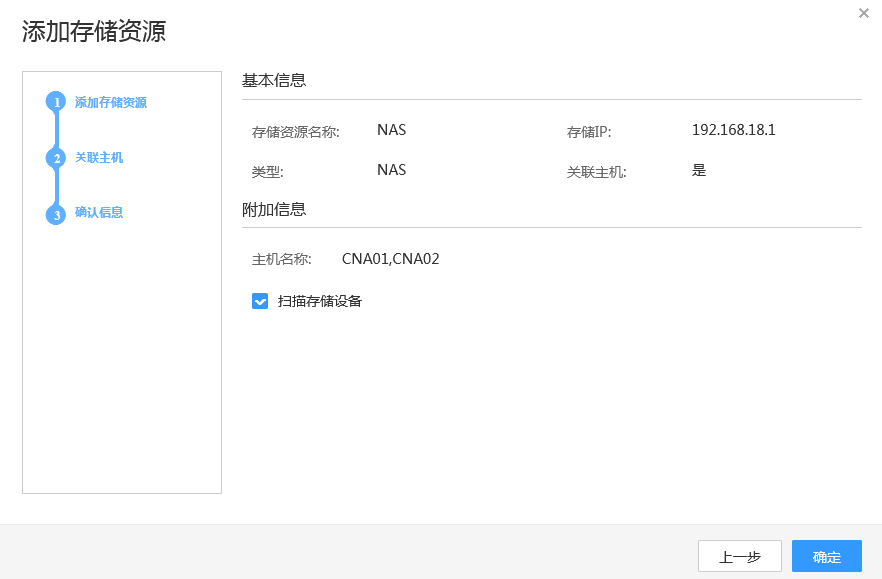 添加存储资源
1 添加存储资源
2 关联主机
3 确认信息
基本信息
存储资源名称: NAS 存储IP: 192.168.18.1
类型: NAS 关联主机: 是
附加信息
主机名称: CNA01,CNA02
扫描存储设备
上一步 确定